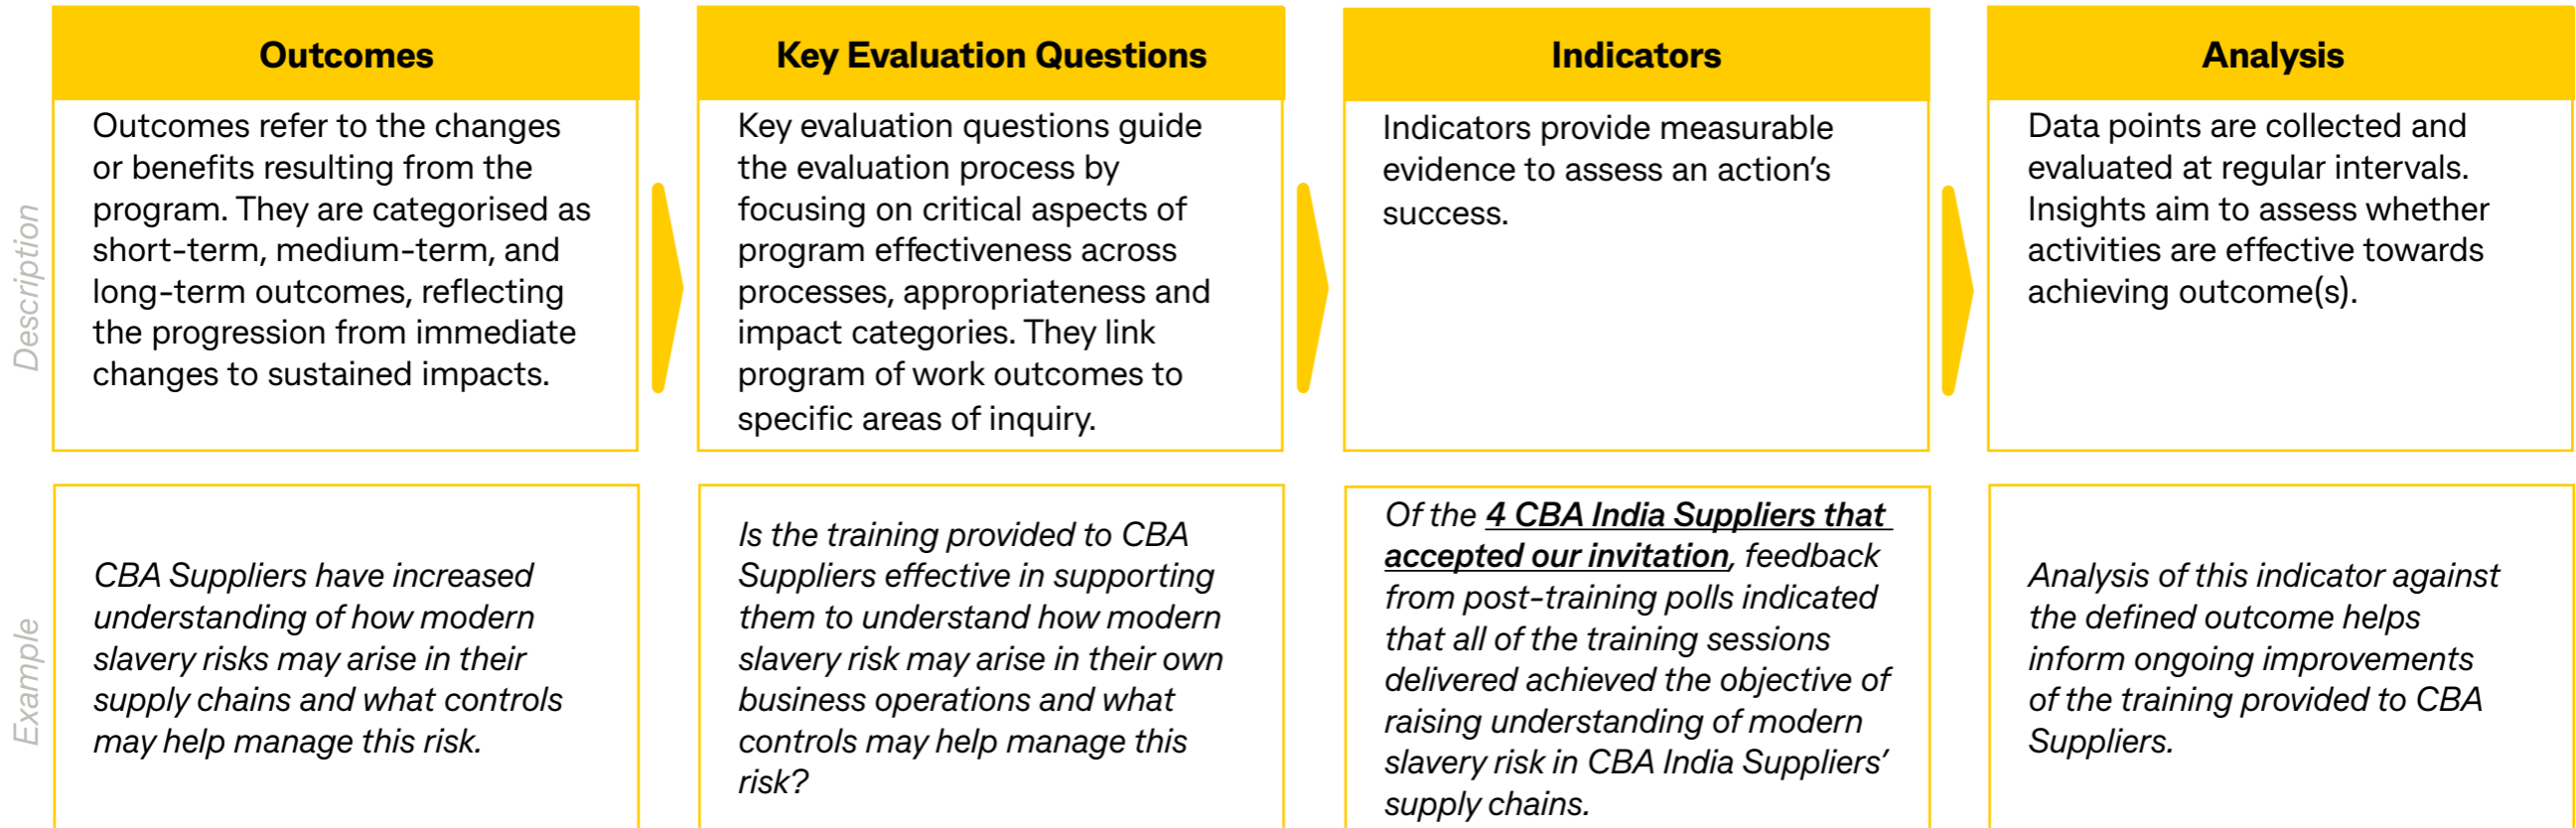 Outcomes
Key Evaluation Questions
Indicators
Analysis
Description
Outcomes refer to the changes
or benefits resulting from the
program. They are categorised as
short-term, medium-term, and
long-term outcomes, reflecting
the progression from immediate
changes to sustained impacts.
Key evaluation questions guide
the evaluation process by
focusing on critical aspects of
program effectiveness across
processes, appropriateness and
impact categories. They link
program of work outcomes to
specific areas of inquiry.
Indicators provide measurable
evidence to assess an action’s
success.
Data points are collected and
evaluated at regular intervals.
Insights aim to assess whether
activities are effective towards
achieving outcome(s).
Example
CBA Suppliers have increased
understanding of how modern
slavery risks may arise in their
supply chains and what controls
may help manage this risk.
Is the training provided to CBA
Suppliers effective in supporting
them to understand how modern
slavery risk may arise in their own
business operations and what
controls may help manage this
risk?
Of the 4 CBA India Suppliers that
accepted our invitation, feedback
from post-training polls indicated
that all of the training sessions
delivered achieved the objective of
raising understanding of modern
slavery risk in CBA India Suppliers’
supply chains.
Analysis of this indicator against
the defined outcome helps
inform ongoing improvements
of the training provided to CBA
Suppliers.